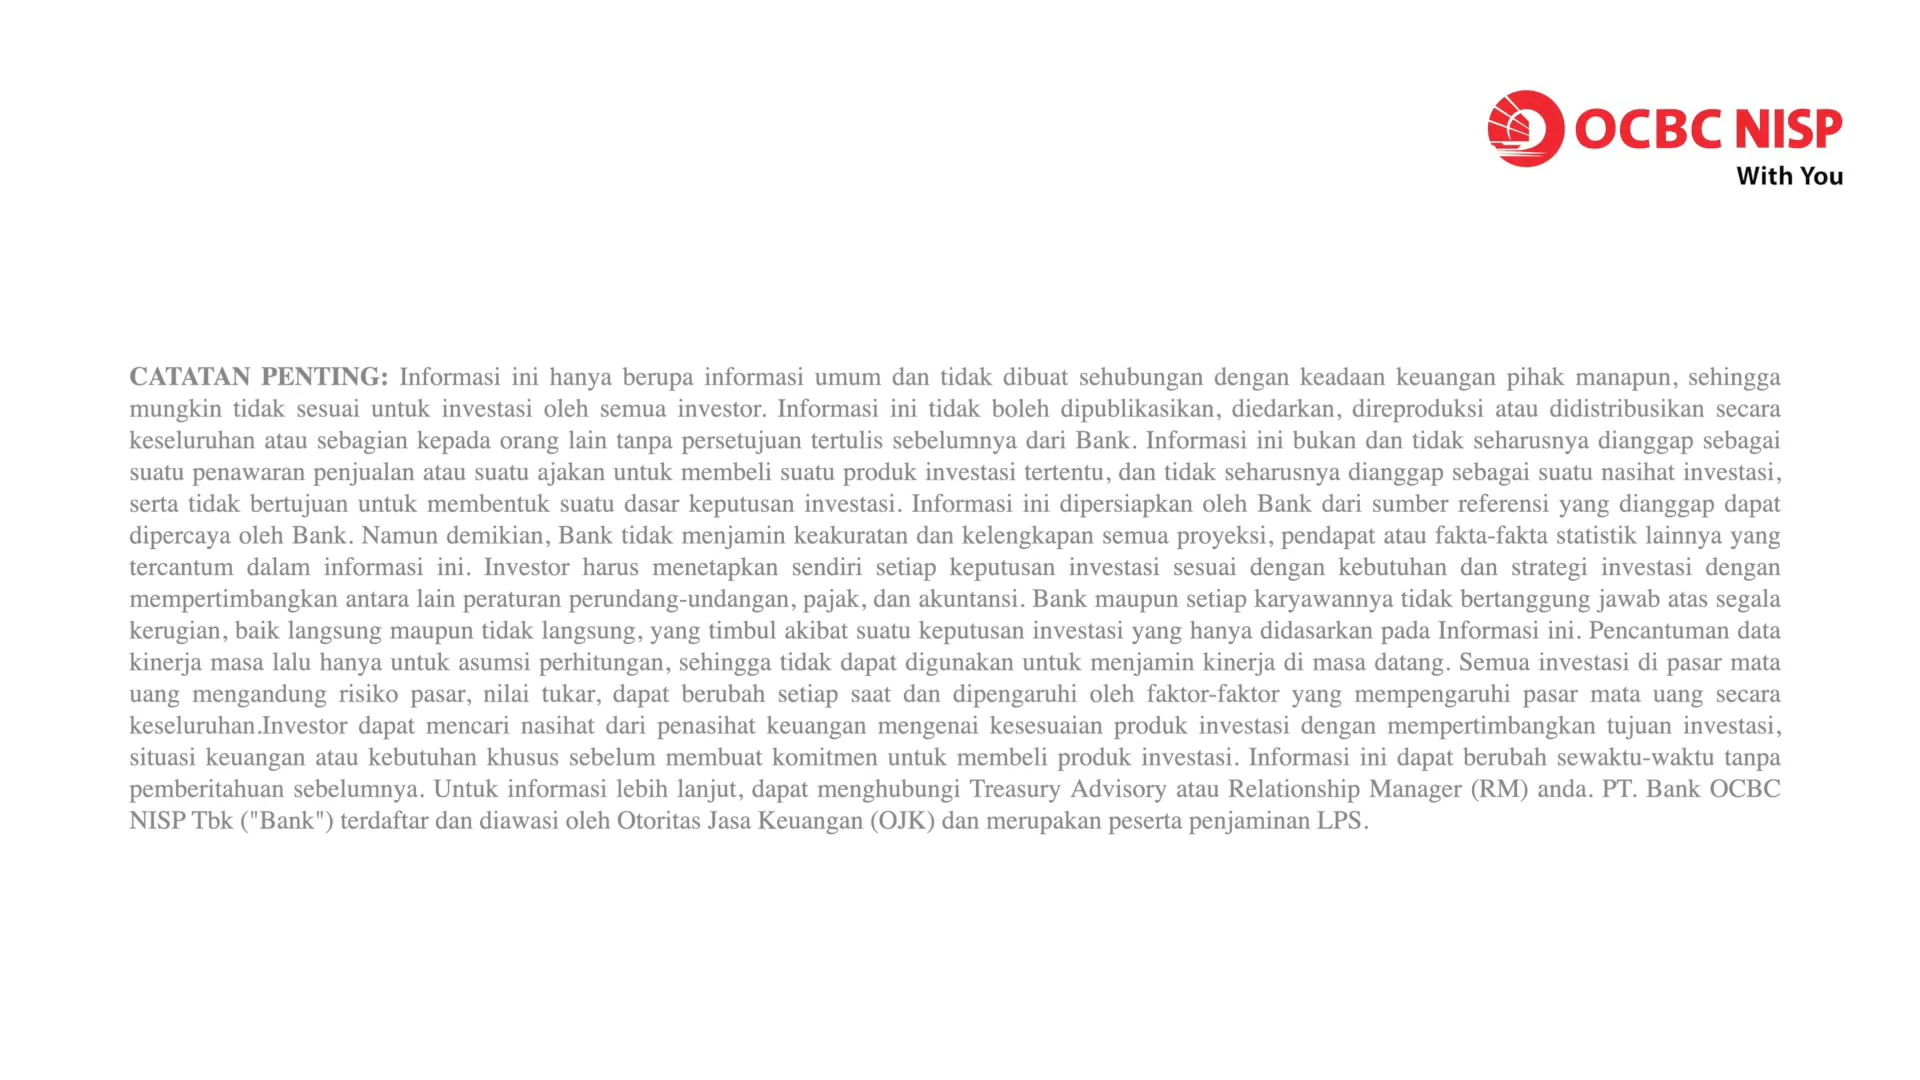 OCBC NISP
With You
CATATAN PENTING: Informasi ini hanya berupa informasi umum dan tidak dibuat sehubungan dengan keadaan keuangan pihak manapun, sehingga
mungkin tidak sesuai untuk investasi oleh semua investor. Informasi ini tidak boleh dipublikasikan, diedarkan, direproduksi atau didistribusikan secara
keseluruhan atau sebagian kepada orang lain tanpa persetujuan tertulis sebelumnya dari Bank. Informasi ini bukan dan tidak seharusnya dianggap sebagai
suatu penawaran penjualan atau suatu ajakan untuk membeli suatu produk investasi tertentu, dan tidak seharusnya dianggap sebagai suatu nasihat investasi,
serta tidak bertujuan untuk membentuk suatu dasar keputusan investasi. Informasi ini dipersiapkan oleh Bank dari sumber referensi yang dianggap dapat
dipercaya oleh Bank. Namun demikian, Bank tidak menjamin keakuratan dan kelengkapan semua proyeksi, pendapat atau fakta-fakta statistik lainnya yang
tercantum dalam informasi ini. Investor harus menetapkan sendiri setiap keputusan investasi sesuai dengan kebutuhan dan strategi investasi dengan
mempertimbangkan antara lain peraturan perundang-undangan, pajak, dan akuntansi. Bank maupun setiap karyawannya tidak bertanggung jawab atas segala
kerugian, baik langsung maupun tidak langsung, yang timbul akibat suatu keputusan investasi yang hanya didasarkan pada Informasi ini. Pencantuman data
kinerja masa lalu hanya untuk asumsi perhitungan, sehingga tidak dapat digunakan untuk menjamin kinerja di masa datang. Semua investasi di pasar mata
uang mengandung risiko pasar, nilai tukar, dapat berubah setiap saat dan dipengaruhi oleh faktor-faktor yang mempengaruhi pasar mata uang secara
keseluruhan.Investor dapat mencari nasihat dari penasihat keuangan mengenai kesesuaian produk investasi dengan mempertimbangkan tujuan investasi,
situasi keuangan atau kebutuhan khusus sebelum membuat komitmen untuk membeli produk investasi. Informasi ini dapat berubah sewaktu-waktu tanpa
pemberitahuan sebelumnya. Untuk informasi lebih lanjut, dapat menghubungi Treasury Advisory atau Relationship Manager (RM) anda. PT. Bank OCBC
NISP Tbk ("Bank") terdaftar dan diawasi oleh Otoritas Jasa Keuangan (OJK) dan merupakan peserta penjaminan LPS.